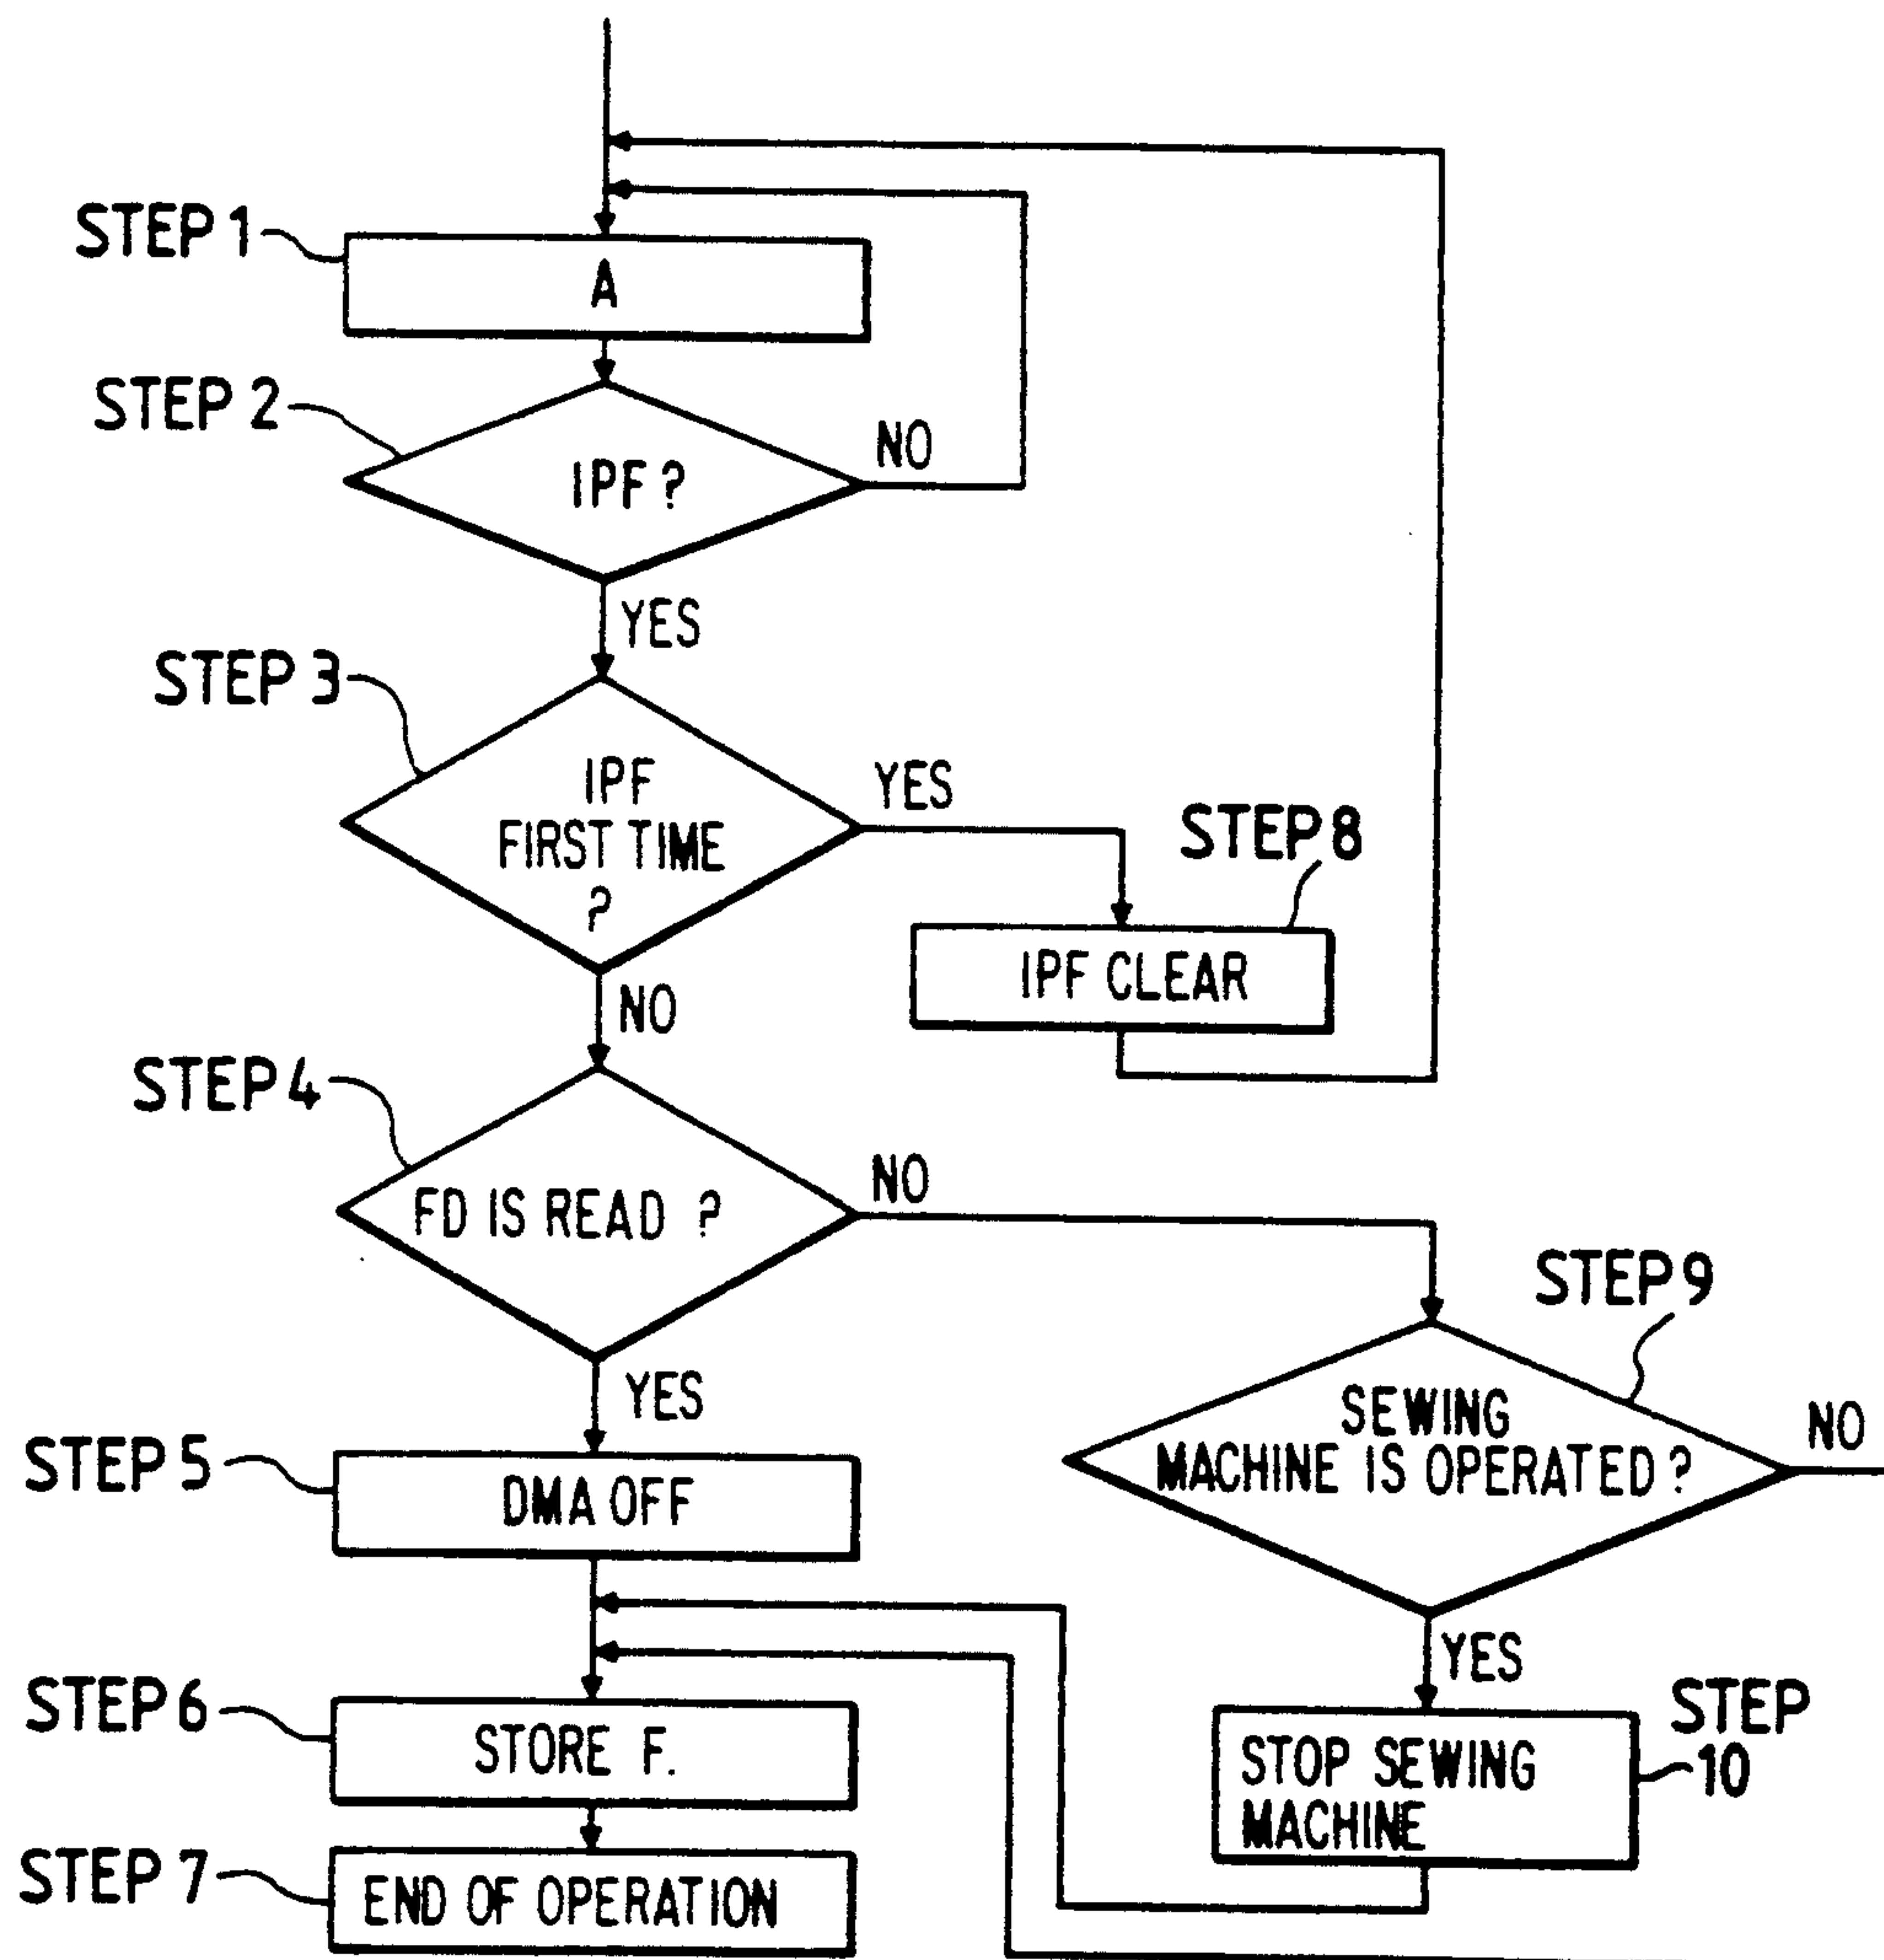 STEP 1
A
STEP 2
IPF ?
NO
YES
STEP 3
IPF
FIRST TIME
?
YES
STEP 8
IPF CLEAR
NO
STEP 4
FD IS READ ?
NO
STEP 9
SEWING
MACHINE IS OPERATED ?
NO
YES
STEP 5
DMA OFF
YES
STEP 6
STORE F.
STEP
10
STOP SEWING
MACHINE
STEP 7
END OF OPERATION